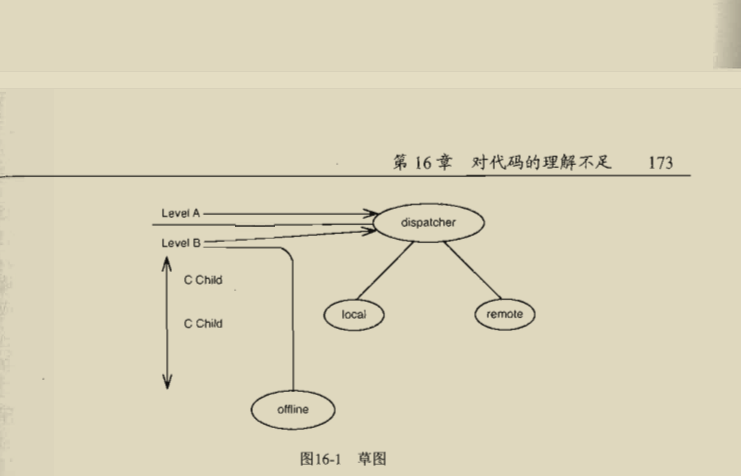 第 16 章 对代码的理解不足 173
Level A
dispatcher
Level B
C Child
local
remote
C Child
offline
图16-1 草图